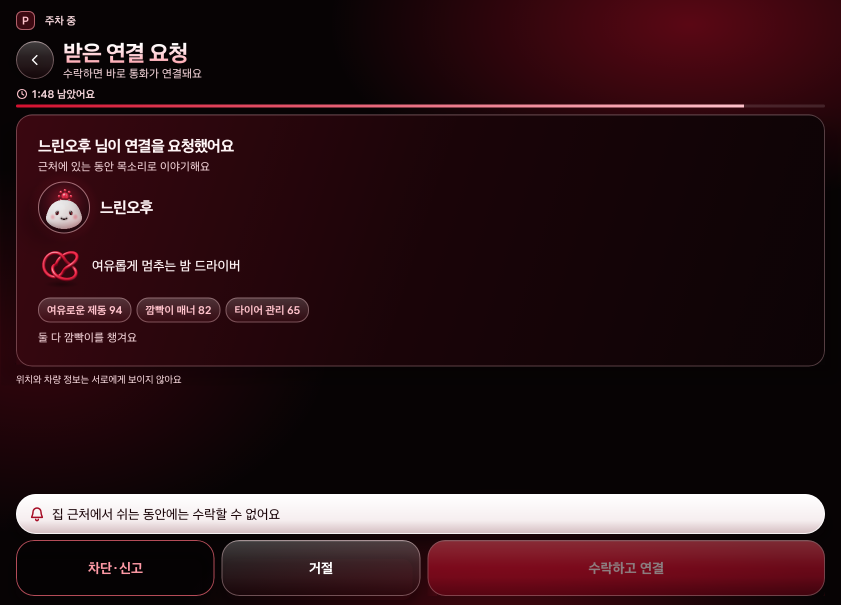 P 주차 중
받은 연결 요청
수락하면 바로 통화가 연결돼요
1:48 남았어요
느린오후 님이 연결을 요청했어요
근처에 있는 동안 목소리로 이야기해요
느린오후
여유롭게 멈추는 밤 드라이버
여유로운 제동 94 깜빡이 매너 82 타이어 관리 65
둘 다 깜빡이를 챙겨요
위치와 차량 정보는 서로에게 보이지 않아요
집 근처에서 쉬는 동안에는 수락할 수 없어요
차단·신고 거절 수락하고 연결